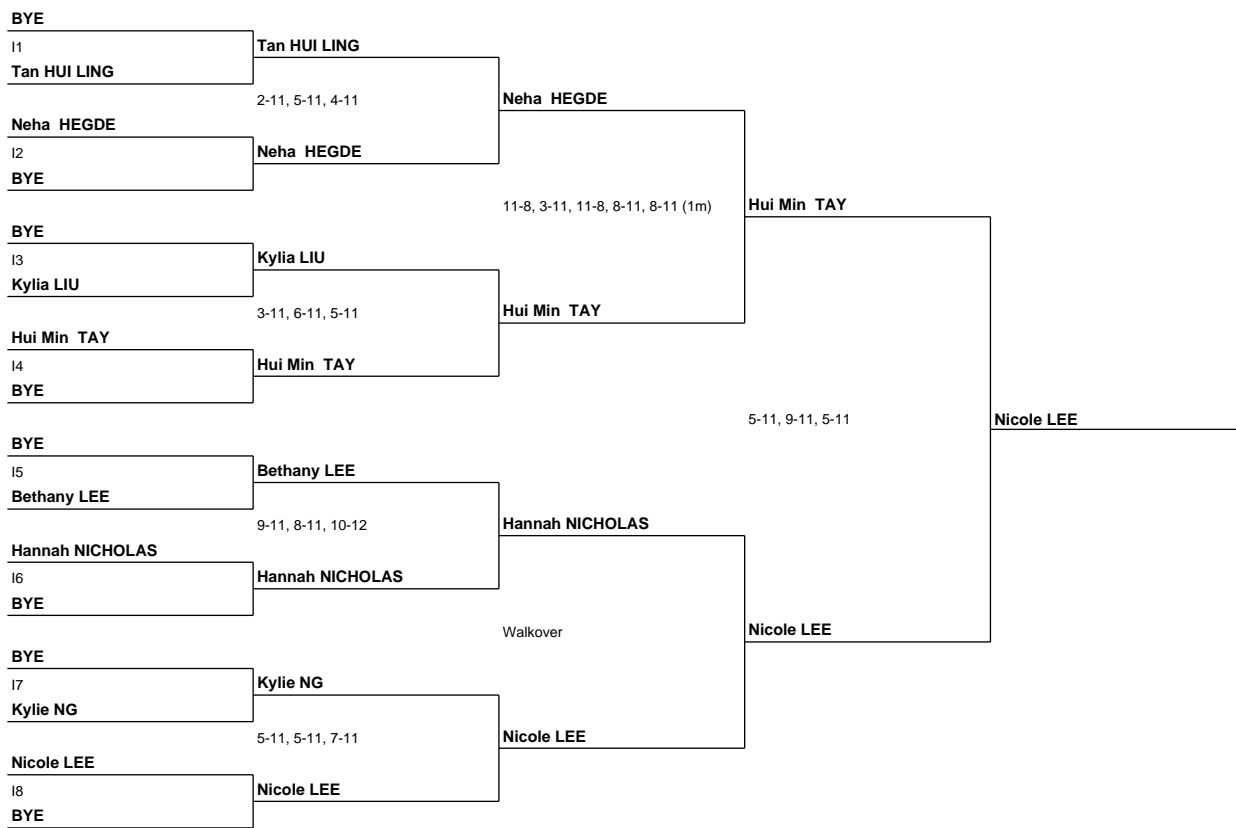 BYE
I1
Tan HUI LING
Tan HUI LING
2-11, 5-11, 4-11
Neha HEGDE
Neha HEGDE
I2
BYE
Neha HEGDE
11-8, 3-11, 11-8, 8-11, 8-11 (1m)
Hui Min TAY
BYE
I3
Kylia LIU
Kylia LIU
3-11, 6-11, 5-11
Hui Min TAY
Hui Min TAY
I4
BYE
Hui Min TAY
5-11, 9-11, 5-11
Nicole LEE
BYE
I5
Bethany LEE
Bethany LEE
9-11, 8-11, 10-12
Hannah NICHOLAS
Hannah NICHOLAS
I6
BYE
Hannah NICHOLAS
Walkover
Nicole LEE
BYE
I7
Kylie NG
Kylie NG
5-11, 5-11, 7-11
Nicole LEE
Nicole LEE
I8
BYE
Nicole LEE